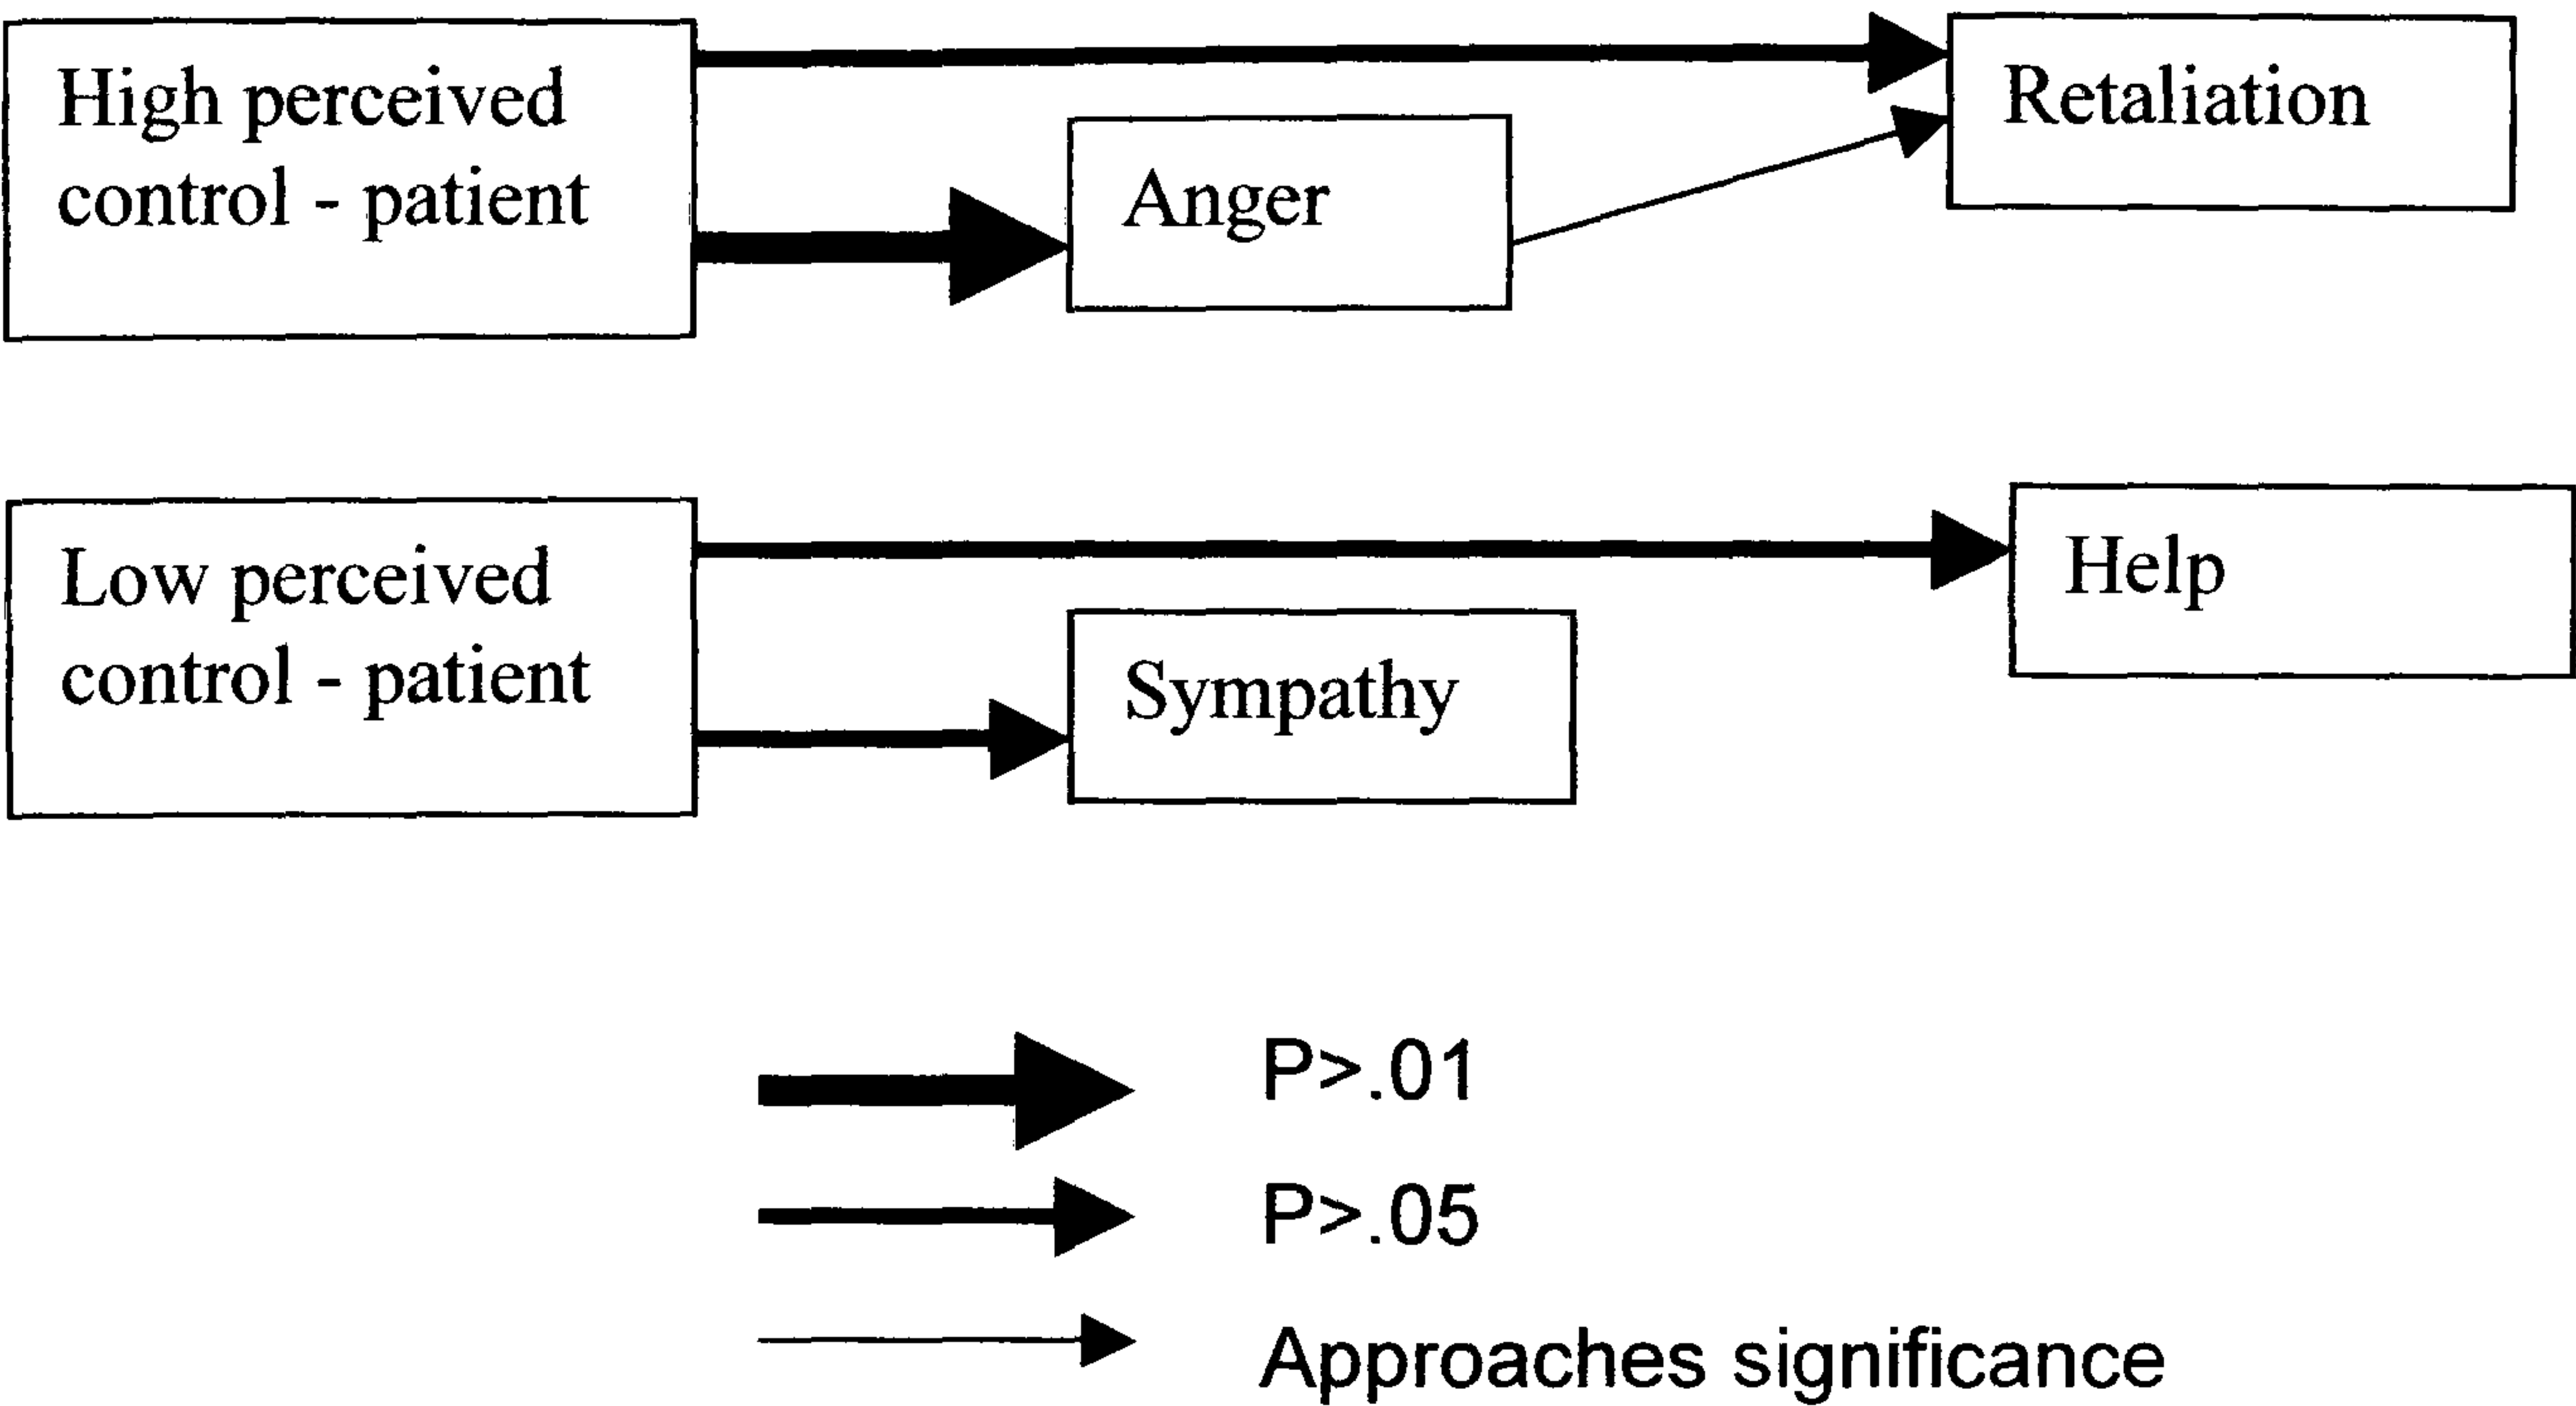 High perceived
control - patient
Retaliation
Anger
Low perceived
control - patient
Help
Sympathy
P>.01
P>.05
Approaches significance